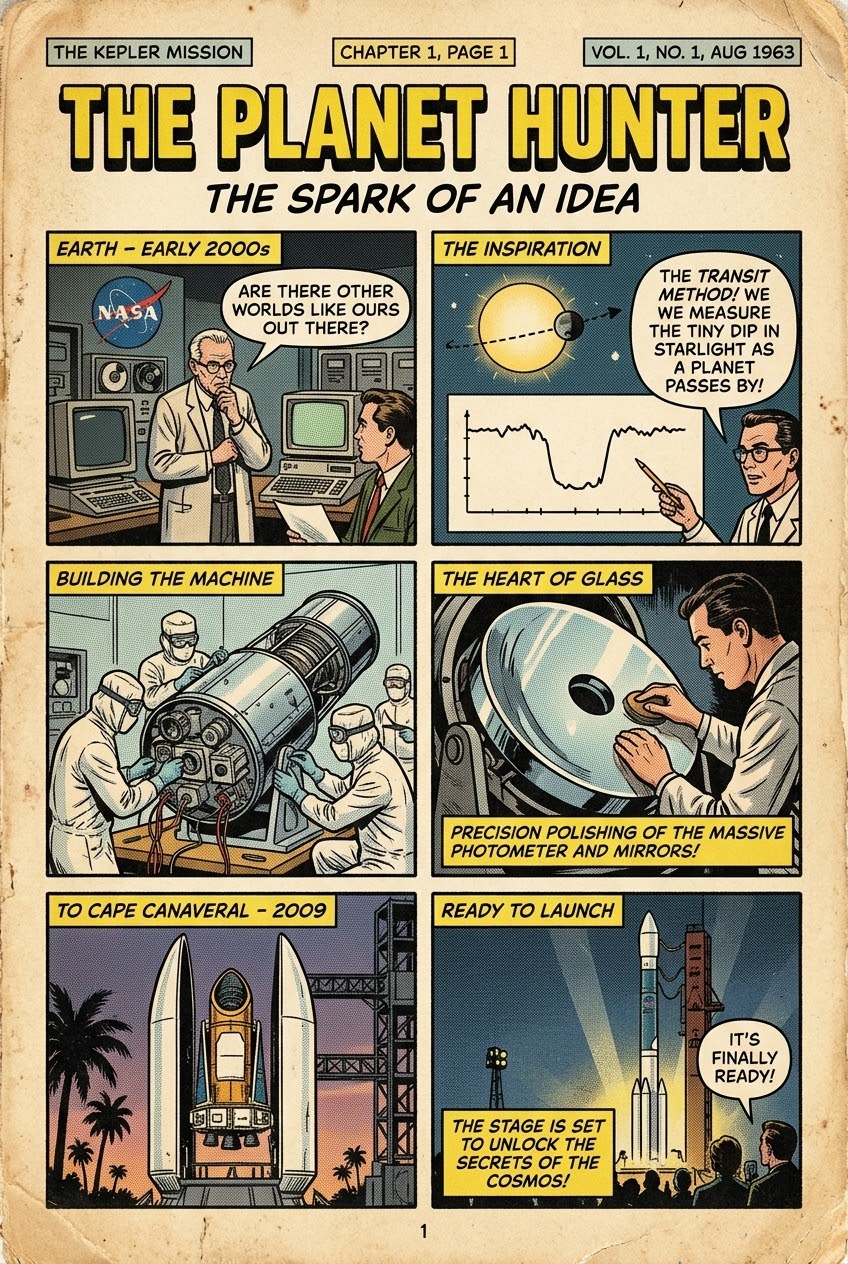 THE KEPLER MISSION
CHAPTER 1, PAGE 1
VOL. 1, NO. 1, AUG 1963
THE PLANET HUNTER
THE SPARK OF AN IDEA
EARTH – EARLY 2000s
NASA
ARE THERE OTHER
WORLDS LIKE OURS
OUT THERE?
THE INSPIRATION
THE TRANSIT
METHOD! WE
WE MEASURE
THE TINY DIP IN
STARLIGHT AS
A PLANET
PASSES BY!
BUILDING THE MACHINE
THE HEART OF GLASS
PRECISION POLISHING OF THE MASSIVE
PHOTOMETER AND MIRRORS!
TO CAPE CANAVERAL – 2009
READY TO LAUNCH
IT'S
FINALLY
READY!
THE STAGE IS SET
TO UNLOCK THE
SECRETS OF THE
COSMOS!
1